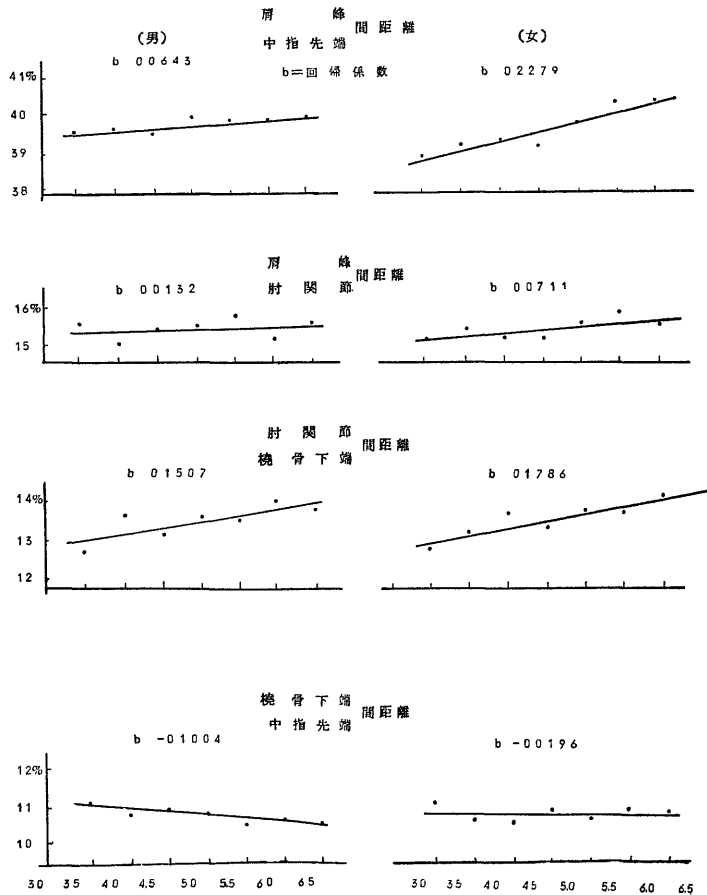 肩峰
中指先端 間距離
(男) (女)
b 00643 b=回帰係数 b 02279
41%
40
39
38
肩峰
肘関節 間距離
b 00132 b 00711
16%
15
肘関節
橈骨下端 間距離
b 01507 b 01786
14%
13
12
橈骨下端
中指先端 間距離
b -01004 b -00196
12%
11
10
30 35 40 45 50 55 60 65 30 35 40 45 50 55 60 65